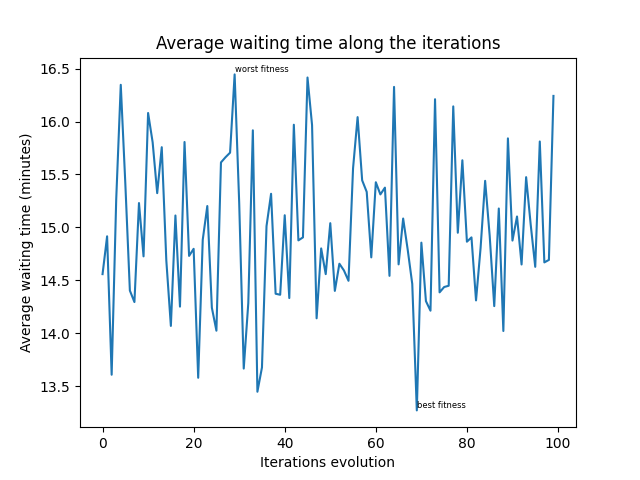 Average waiting time along the iterations
Average waiting time (minutes)
16.5
16.0
15.5
15.0
14.5
14.0
13.5
worst fitness
best fitness
0 20 40 60 80 100
Iterations evolution